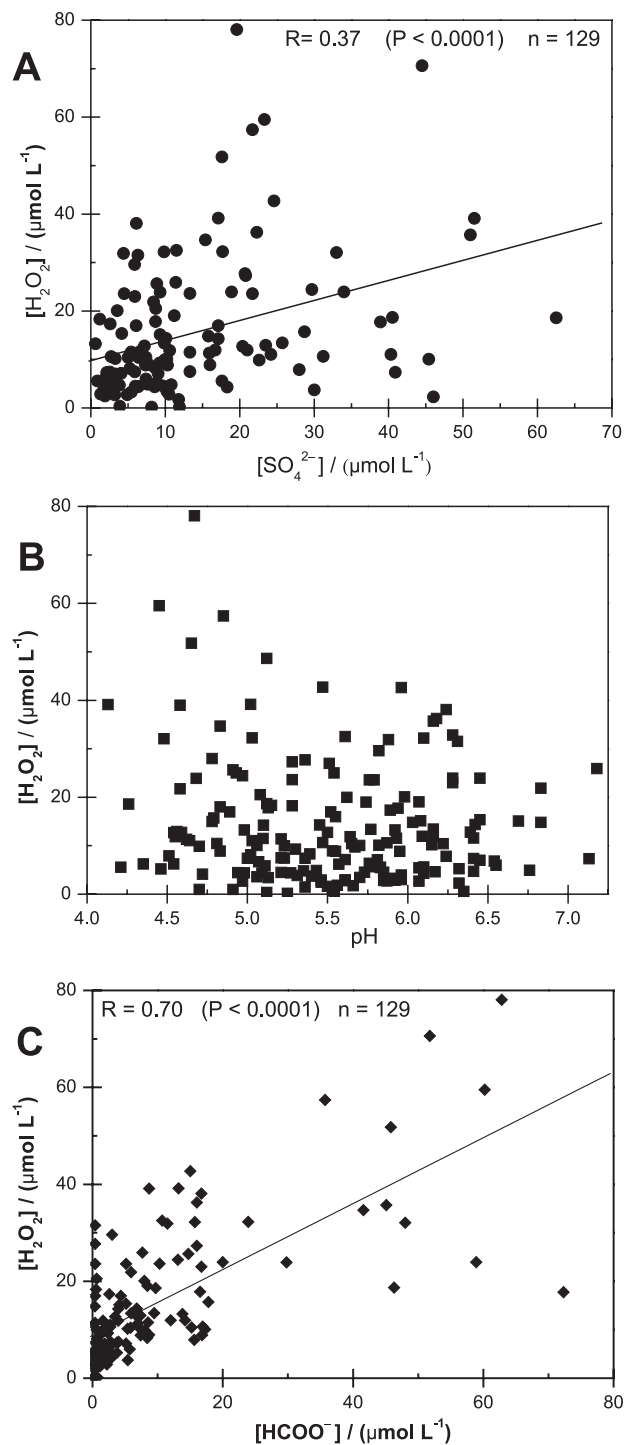 A
R= 0.37 (P < 0.0001) n = 129
80
60
40
20
0
[H₂O₂] / (µmol L⁻¹)
0 10 20 30 40 50 60 70
[SO₄²⁻] / (µmol L⁻¹)
B
80
60
40
20
0
[H₂O₂] / (µmol L⁻¹)
4.0 4.5 5.0 5.5 6.0 6.5 7.0
pH
C
R = 0.70 (P < 0.0001) n = 129
80
60
40
20
0
[H₂O₂] / (µmol L⁻¹)
0 20 40 60 80
[HCOO⁻] / (µmol L⁻¹)